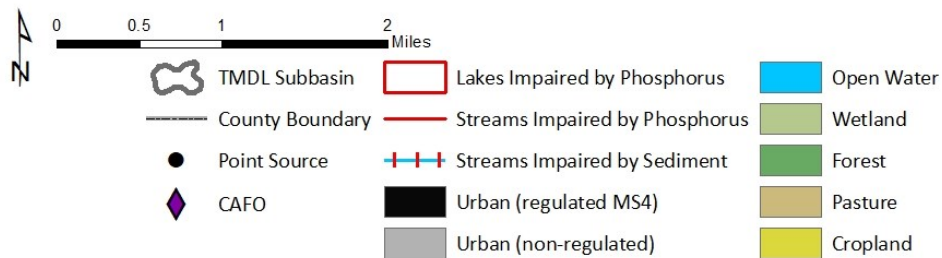 0 0.5 1 2
Miles
N
TMDL Subbasin
County Boundary
Point Source
CAFO
Lakes Impaired by Phosphorus
Streams Impaired by Phosphorus
Streams Impaired by Sediment
Urban (regulated MS4)
Urban (non-regulated)
Open Water
Wetland
Forest
Pasture
Cropland